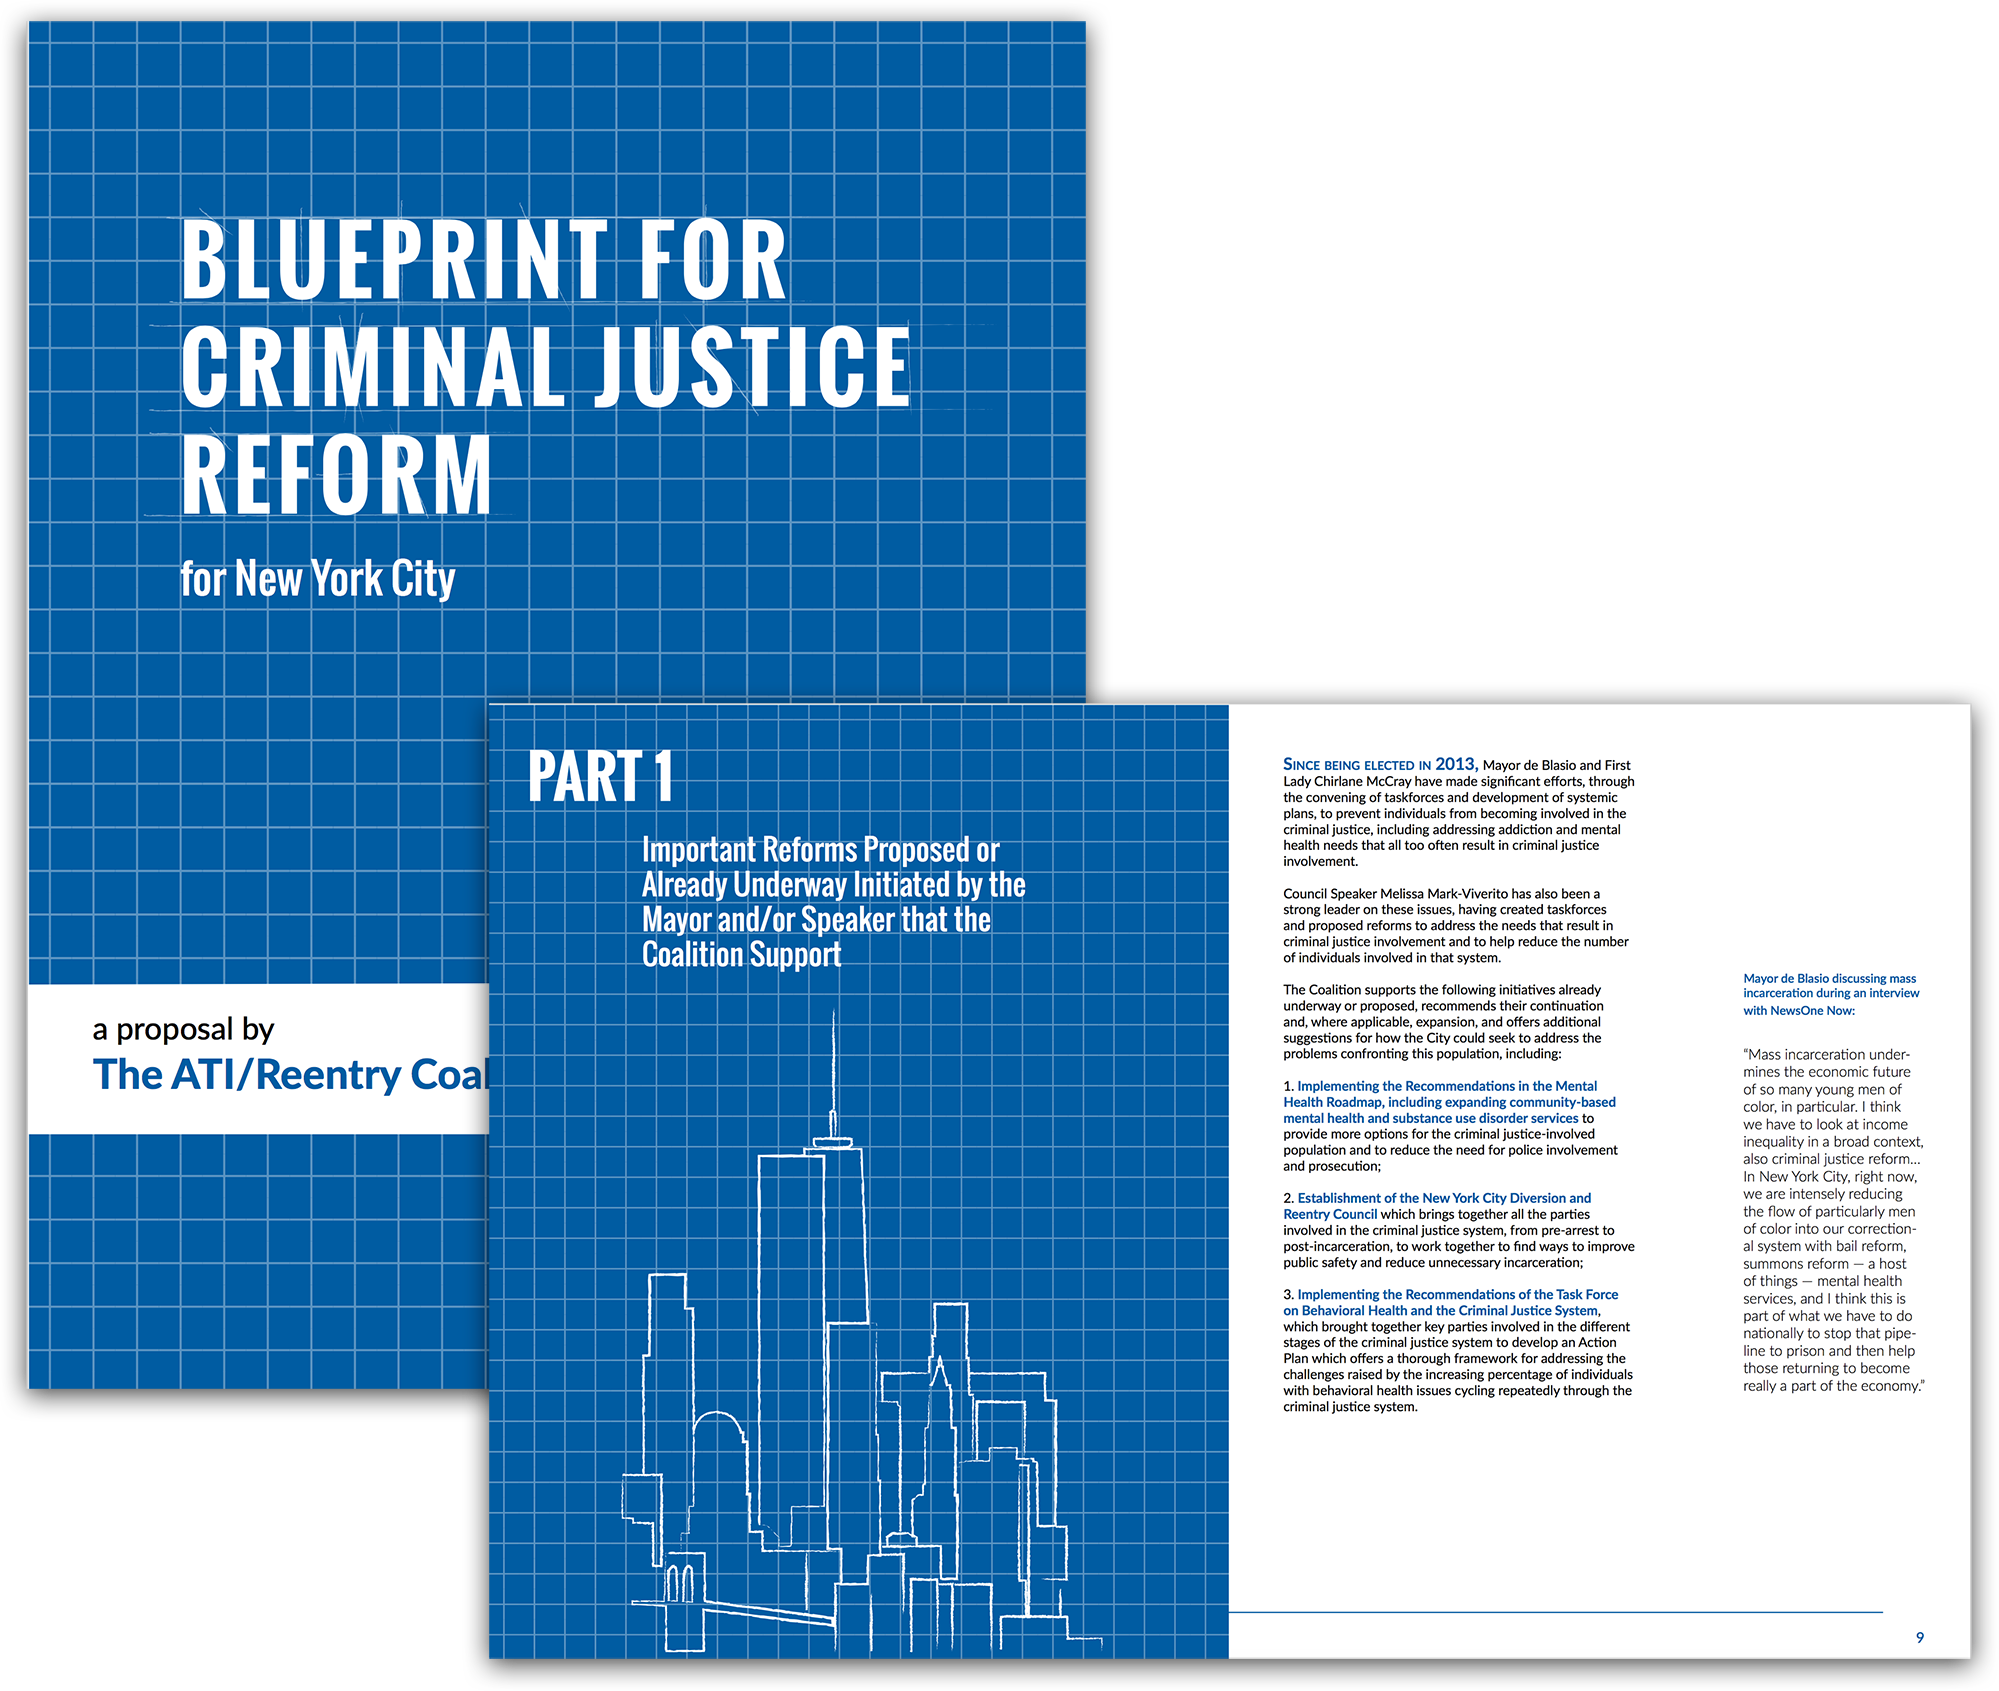 BLUEPRINT FOR
CRIMINAL JUSTICE
REFORM
for New York City
a proposal by
The ATI/Reentry Coal
PART 1
Important Reforms Proposed or
Already Underway Initiated by the
Mayor and/or Speaker that the
Coalition Support
SINCE BEING ELECTED IN 2013, Mayor de Blasio and First
Lady Chirlane McCray have made significant efforts, through
the convening of taskforces and development of systemic
plans, to prevent individuals from becoming involved in the
criminal justice, including addressing addiction and mental
health needs that all too often result in criminal justice
involvement.
Council Speaker Melissa Mark-Viverito has also been a
strong leader on these issues, having created taskforces
and proposed reforms to address the needs that result in
criminal justice involvement and to help reduce the number
of individuals involved in that system.
The Coalition supports the following initiatives already
underway or proposed, recommends their continuation
and, where applicable, expansion, and offers additional
suggestions for how the City could seek to address the
problems confronting this population, including:
1. Implementing the Recommendations in the Mental
Health Roadmap, including expanding community-based
mental health and substance use disorder services to
provide more options for the criminal justice-involved
population and to reduce the need for police involvement
and prosecution;
2. Establishment of the New York City Diversion and
Reentry Council which brings together all the parties
involved in the criminal justice system, from pre-arrest to
post-incarceration, to work together to find ways to improve
public safety and reduce unnecessary incarceration;
3. Implementing the Recommendations of the Task Force
on Behavioral Health and the Criminal Justice System,
which brought together key parties involved in the different
stages of the criminal justice system to develop an Action
Plan which offers a thorough framework for addressing the
challenges raised by the increasing percentage of individuals
with behavioral health issues cycling repeatedly through the
criminal justice system.
Mayor de Blasio discussing mass
incarceration during an interview
with NewsOne Now:
“Mass incarceration under-
mines the economic future
of so many young men of
color, in particular. I think
we have to look at income
inequality in a broad context,
also criminal justice reform...
In New York City, right now,
we are intensely reducing
the flow of particularly men
of color into our correction-
al system with bail reform,
summons reform — a host
of things — mental health
services, and I think this is
part of what we have to do
nationally to stop that pipe-
line to prison and then help
those returning to become
really a part of the economy.”
9